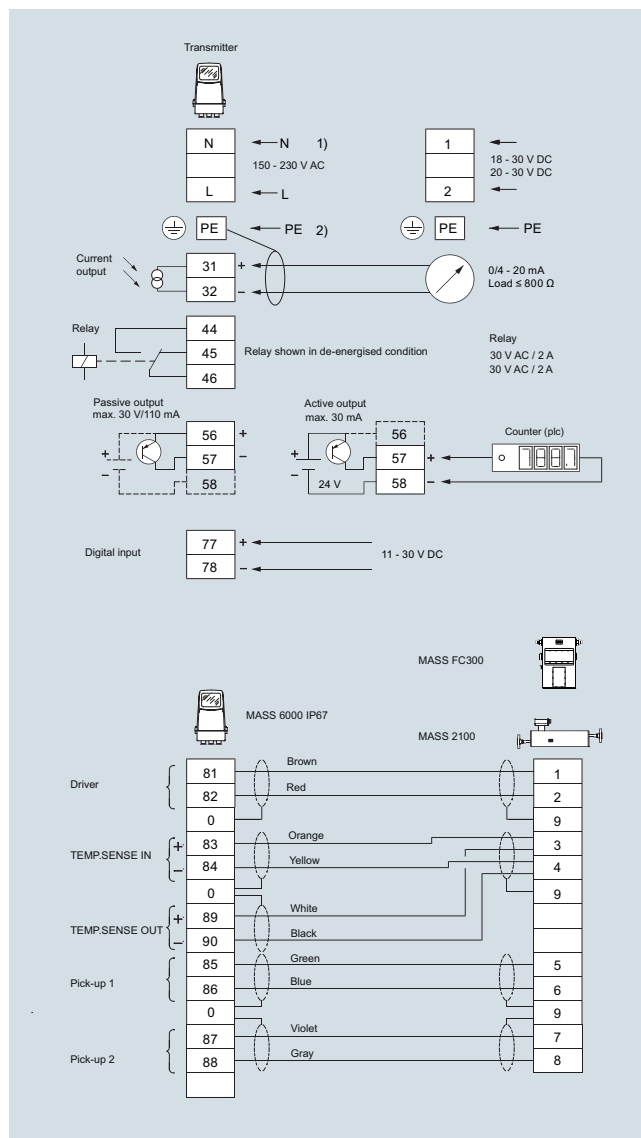 Transmitter
N N 1) 1
150 - 230 V AC 18 - 30 V DC
20 - 30 V DC
L L 2
PE PE 2) PE PE
Current
output
31 +
32 –
0/4 - 20 mA
Load ≤ 800 Ω
Relay
44
45
46
Relay shown in de-energised condition
Relay
30 V AC / 2 A
30 V AC / 2 A
Passive output
max. 30 V/110 mA
+
–
56 +
57 –
58
Active output
max. 30 mA
+
–
24 V
56
57 +
58 –
Counter (plc)
Digital input
77 +
78 –
11 - 30 V DC
MASS FC300
MASS 6000 IP67
MASS 2100
Driver
81 Brown 1
82 Red 2
0 9
TEMP.SENSE IN
+ 83 Orange 3
– 84 Yellow 4
0 9
TEMP.SENSE OUT
+ 89 White
– 90 Black
Pick-up 1
85 Green 5
86 Blue 6
0 9
Pick-up 2
87 Violet 7
88 Gray 8